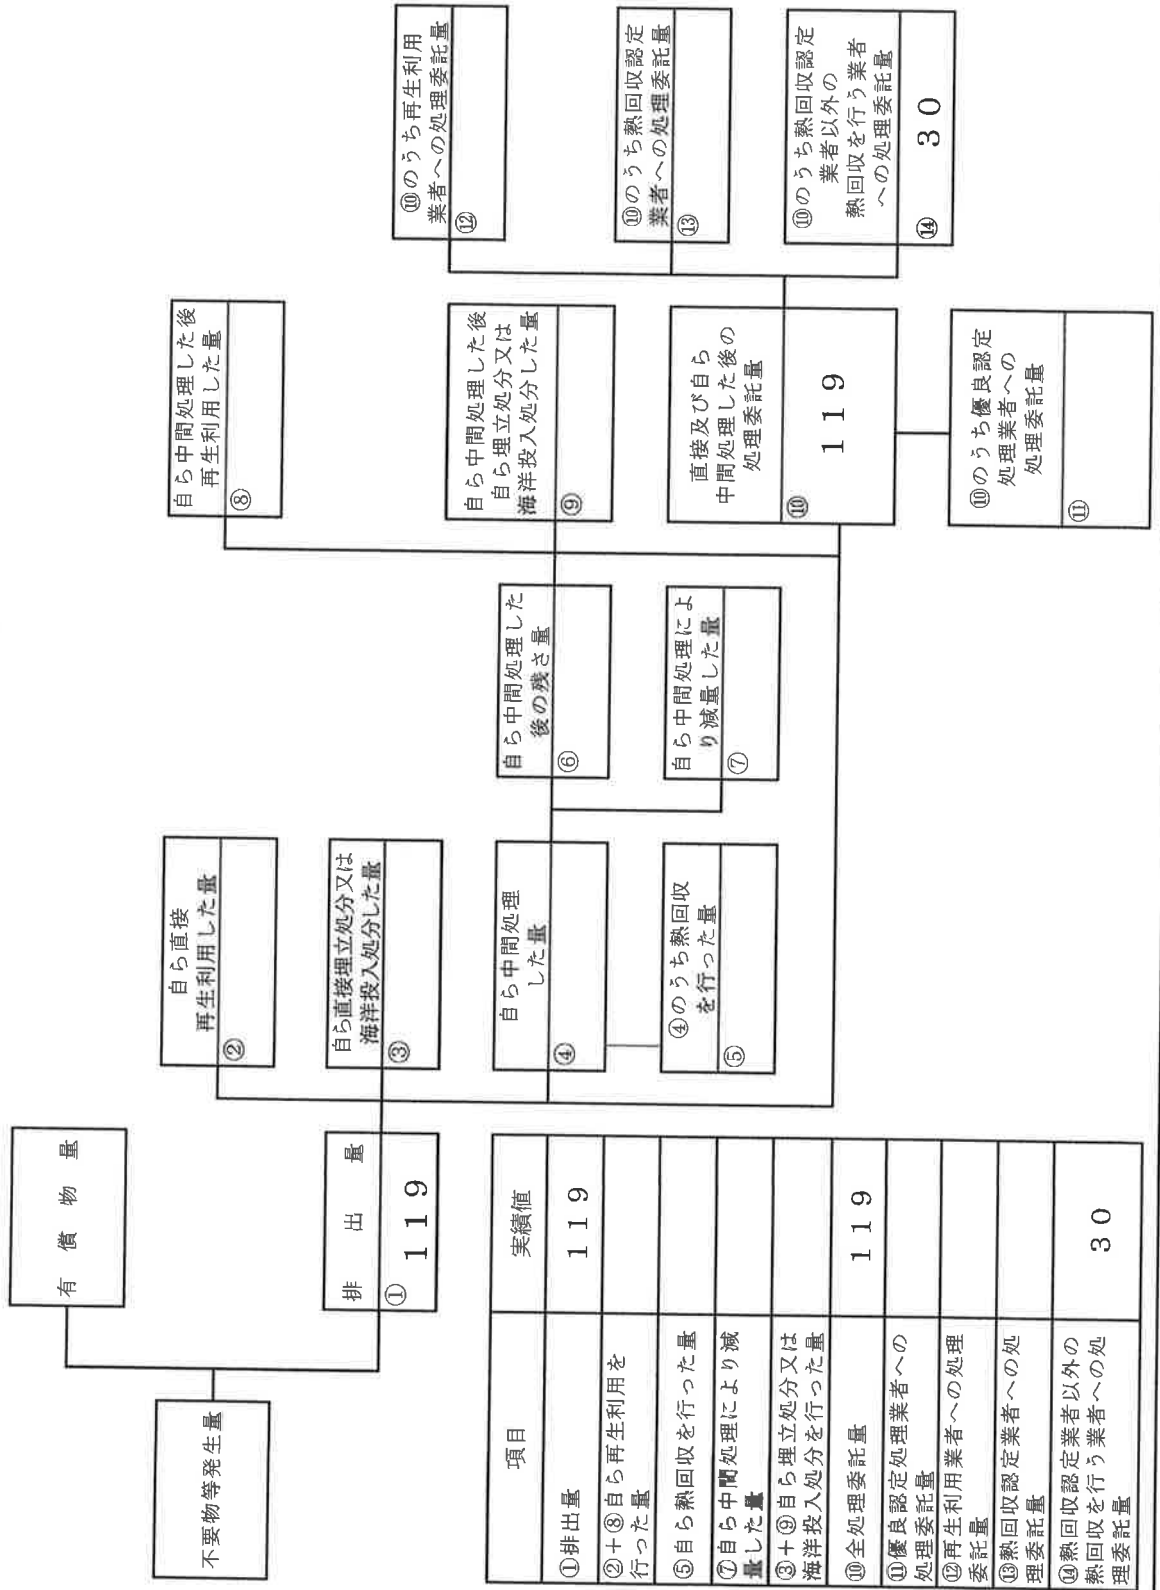 有償物量
不要物等発生量
排出量
① 119
自ら直接
再生利用した量
②
自ら直接埋立処分又は
海洋投入処分した量
③
自ら中間処理
した量
④
④のうち熱回収
を行った量
⑤
自ら中間処理した
後の残さ量
⑥
自ら中間処理によ
り減量した量
⑦
自ら中間処理した後
再生利用した量
⑧
自ら中間処理した後
自ら埋立処分又は
海洋投入処分した量
⑨
直接及び自ら
中間処理した後の
処理委託量
⑩ 119
⑩のうち優良認定
処理業者への
処理委託量
⑪
⑩のうち再生利用
業者への処理委託量
⑫
⑩のうち熱回収認定
業者への処理委託量
⑬
⑩のうち熱回収認定
業者以外の
熱回収を行う業者
への処理委託量
⑭ 30
項目 実績値
①排出量 119
②+⑧自ら再生利用を
行った量
⑤自ら熱回収を行った量
⑦自ら中間処理により減
量した量
③+⑨自ら埋立処分又は
海洋投入処分を行った量
⑩全処理委託量 119
⑪優良認定処理業者への
処理委託量
⑫再生利用業者への処理
委託量
⑬熱回収認定業者への処
理委託量
⑭熱回収認定業者以外の
熱回収を行う業者への処
理委託量 30